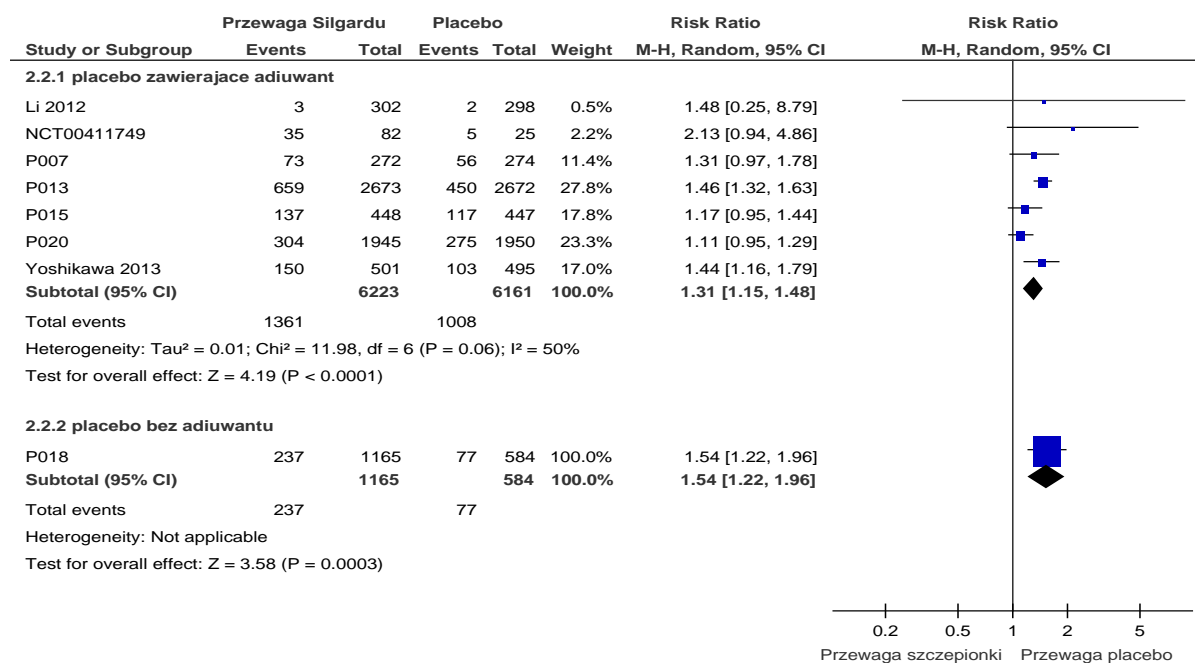 Przewaga Silgardu Placebo Risk Ratio Risk Ratio
Study or Subgroup Events Total Events Total Weight M-H, Random, 95% CI M-H, Random, 95% CI
2.2.1 placebo zawierajace adiuwant
Li 2012 3 302 2 298 0.5% 1.48 [0.25, 8.79]
NCT00411749 35 82 5 25 2.2% 2.13 [0.94, 4.86]
P007 73 272 56 274 11.4% 1.31 [0.97, 1.78]
P013 659 2673 450 2672 27.8% 1.46 [1.32, 1.63]
P015 137 448 117 447 17.8% 1.17 [0.95, 1.44]
P020 304 1945 275 1950 23.3% 1.11 [0.95, 1.29]
Yoshikawa 2013 150 501 103 495 17.0% 1.44 [1.16, 1.79]
Subtotal (95% CI) 6223 6161 100.0% 1.31 [1.15, 1.48]
Total events 1361 1008
Heterogeneity: Tau² = 0.01; Chi² = 11.98, df = 6 (P = 0.06); I² = 50%
Test for overall effect: Z = 4.19 (P < 0.0001)
2.2.2 placebo bez adiuwantu
P018 237 1165 77 584 100.0% 1.54 [1.22, 1.96]
Subtotal (95% CI) 1165 584 100.0% 1.54 [1.22, 1.96]
Total events 237 77
Heterogeneity: Not applicable
Test for overall effect: Z = 3.58 (P = 0.0003)
0.2 0.5 1 2 5
Przewaga szczepionki Przewaga placebo